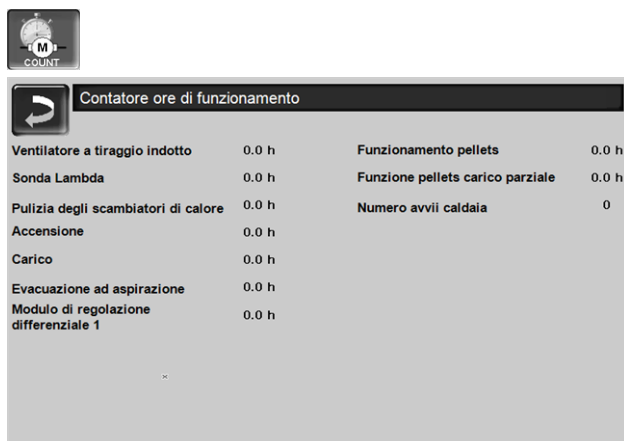 M
COUNT
Contatore ore di funzionamento
Ventilatore a tiraggio indotto 0.0 h
Sonda Lambda 0.0 h
Pulizia degli scambiatori di calore 0.0 h
Accensione 0.0 h
Carico 0.0 h
Evacuazione ad aspirazione 0.0 h
Modulo di regolazione
differenziale 1 0.0 h
Funzionamento pellets 0.0 h
Funzione pellets carico parziale 0.0 h
Numero avvii caldaia 0